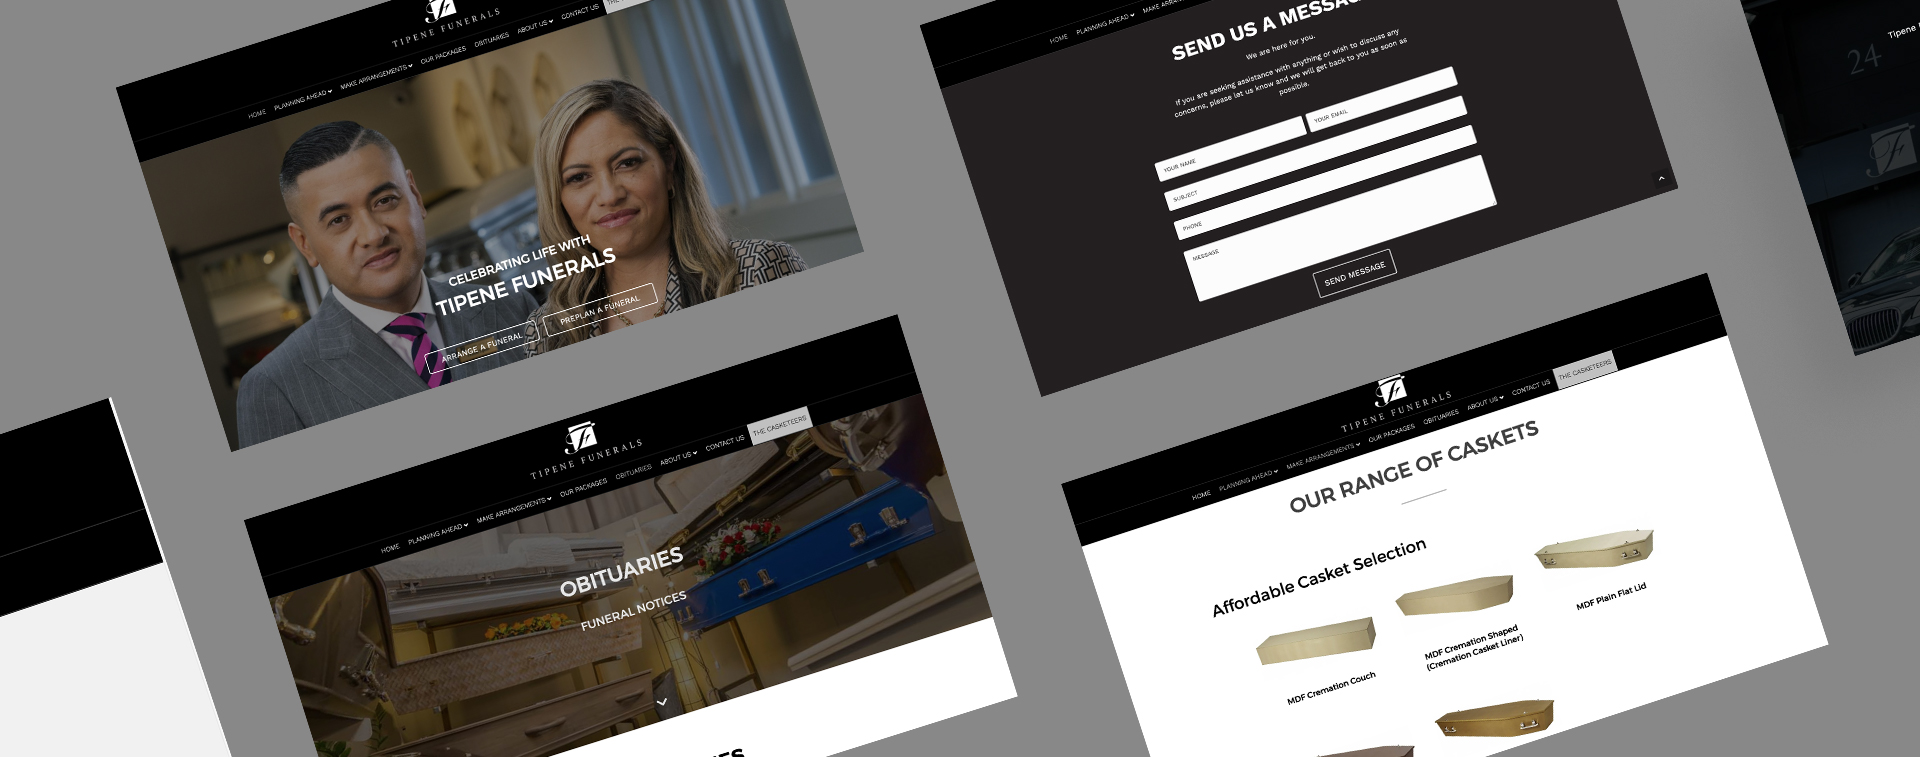 TIPENE FUNERALS
HOME PLANNING AHEAD MAKE ARRANGEMENTS OUR PACKAGES OBITUARIES ABOUT US CONTACT US THE
CELEBRATING LIFE WITH
TIPENE FUNERALS
ARRANGE A FUNERAL PREPLAN A FUNERAL
HOME PLANNING AHEAD MAKE
SEND US A MESSAG
We are here for you.
If you are seeking assistance with anything or wish to discuss any
concerns, please let us know and we will get back to you as soon as
possible.
YOUR NAME YOUR EMAIL
SUBJECT
PHONE
MESSAGE
SEND MESSAGE
24
Tipene
TIPENE FUNERALS
HOME PLANNING AHEAD MAKE ARRANGEMENTS OUR PACKAGES OBITUARIES ABOUT US CONTACT US THE CASKETEERS
OBITUARIES
FUNERAL NOTICES
TIPENE FUNERALS
HOME PLANNING AHEAD MAKE ARRANGEMENTS OUR PACKAGES OBITUARIES ABOUT US CONTACT US THE CASKETEERS
OUR RANGE OF CASKETS
Affordable Casket Selection
MDF Cremation Couch
MDF Cremation Shaped
(Cremation Casket Liner)
MDF Plain Flat Lid